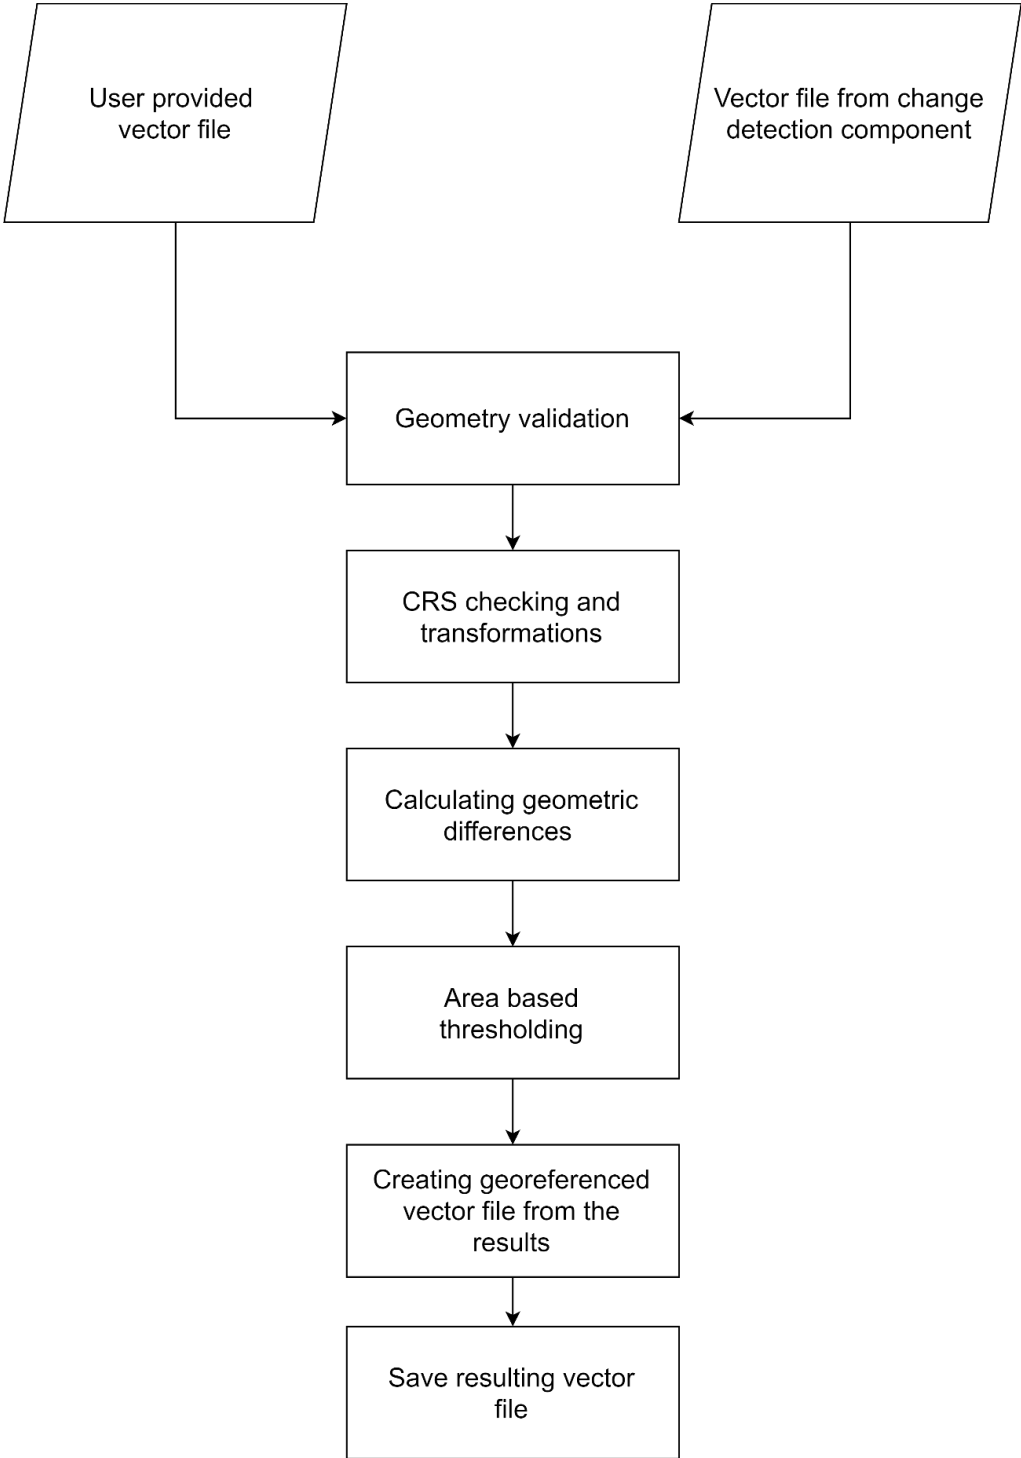 User provided
vector file
Vector file from change
detection component
Geometry validation
CRS checking and
transformations
Calculating geometric
differences
Area based
thresholding
Creating georeferenced
vector file from the
results
Save resulting vector
file